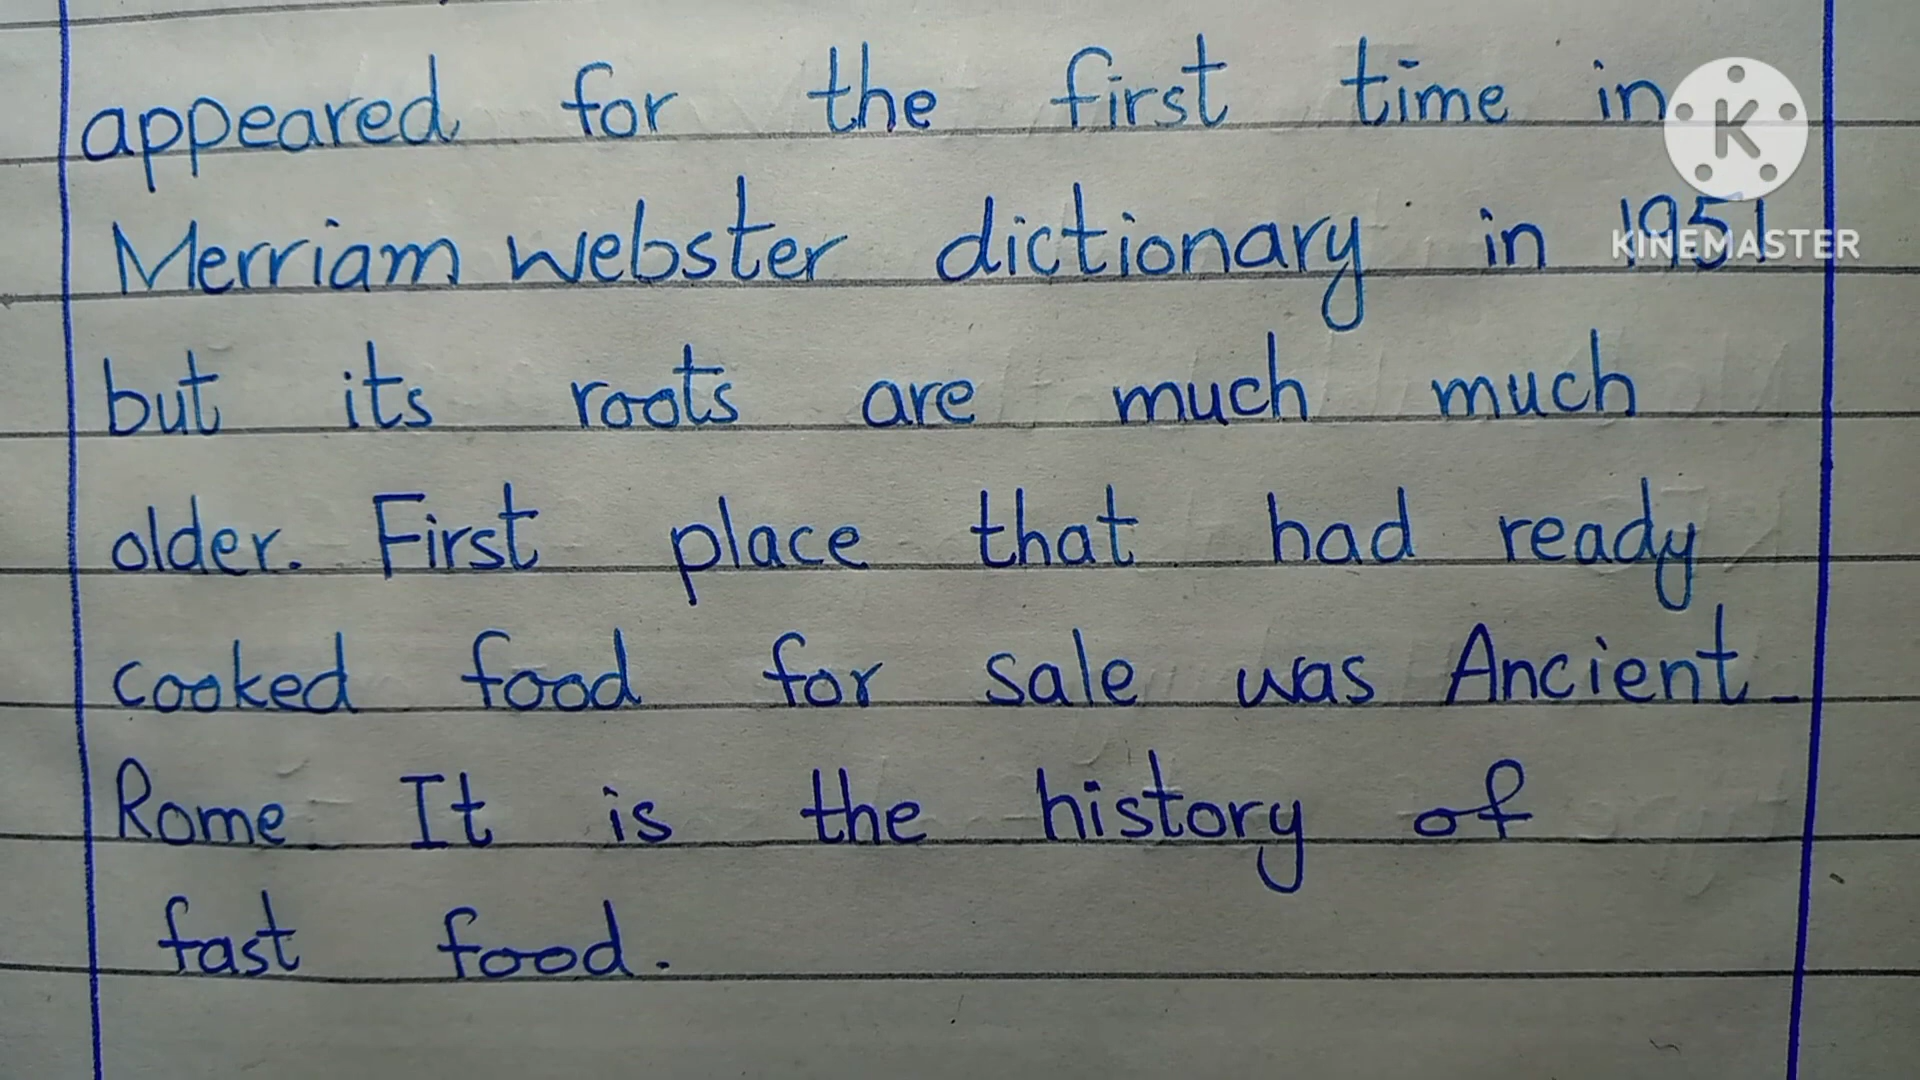 appeared for the first time in
Merriam webster dictionary in 1951
but its roots are much much
older. First place that had ready
cooked food for sale was Ancient
Rome It is the history of
fast food.
K
KINEMASTER